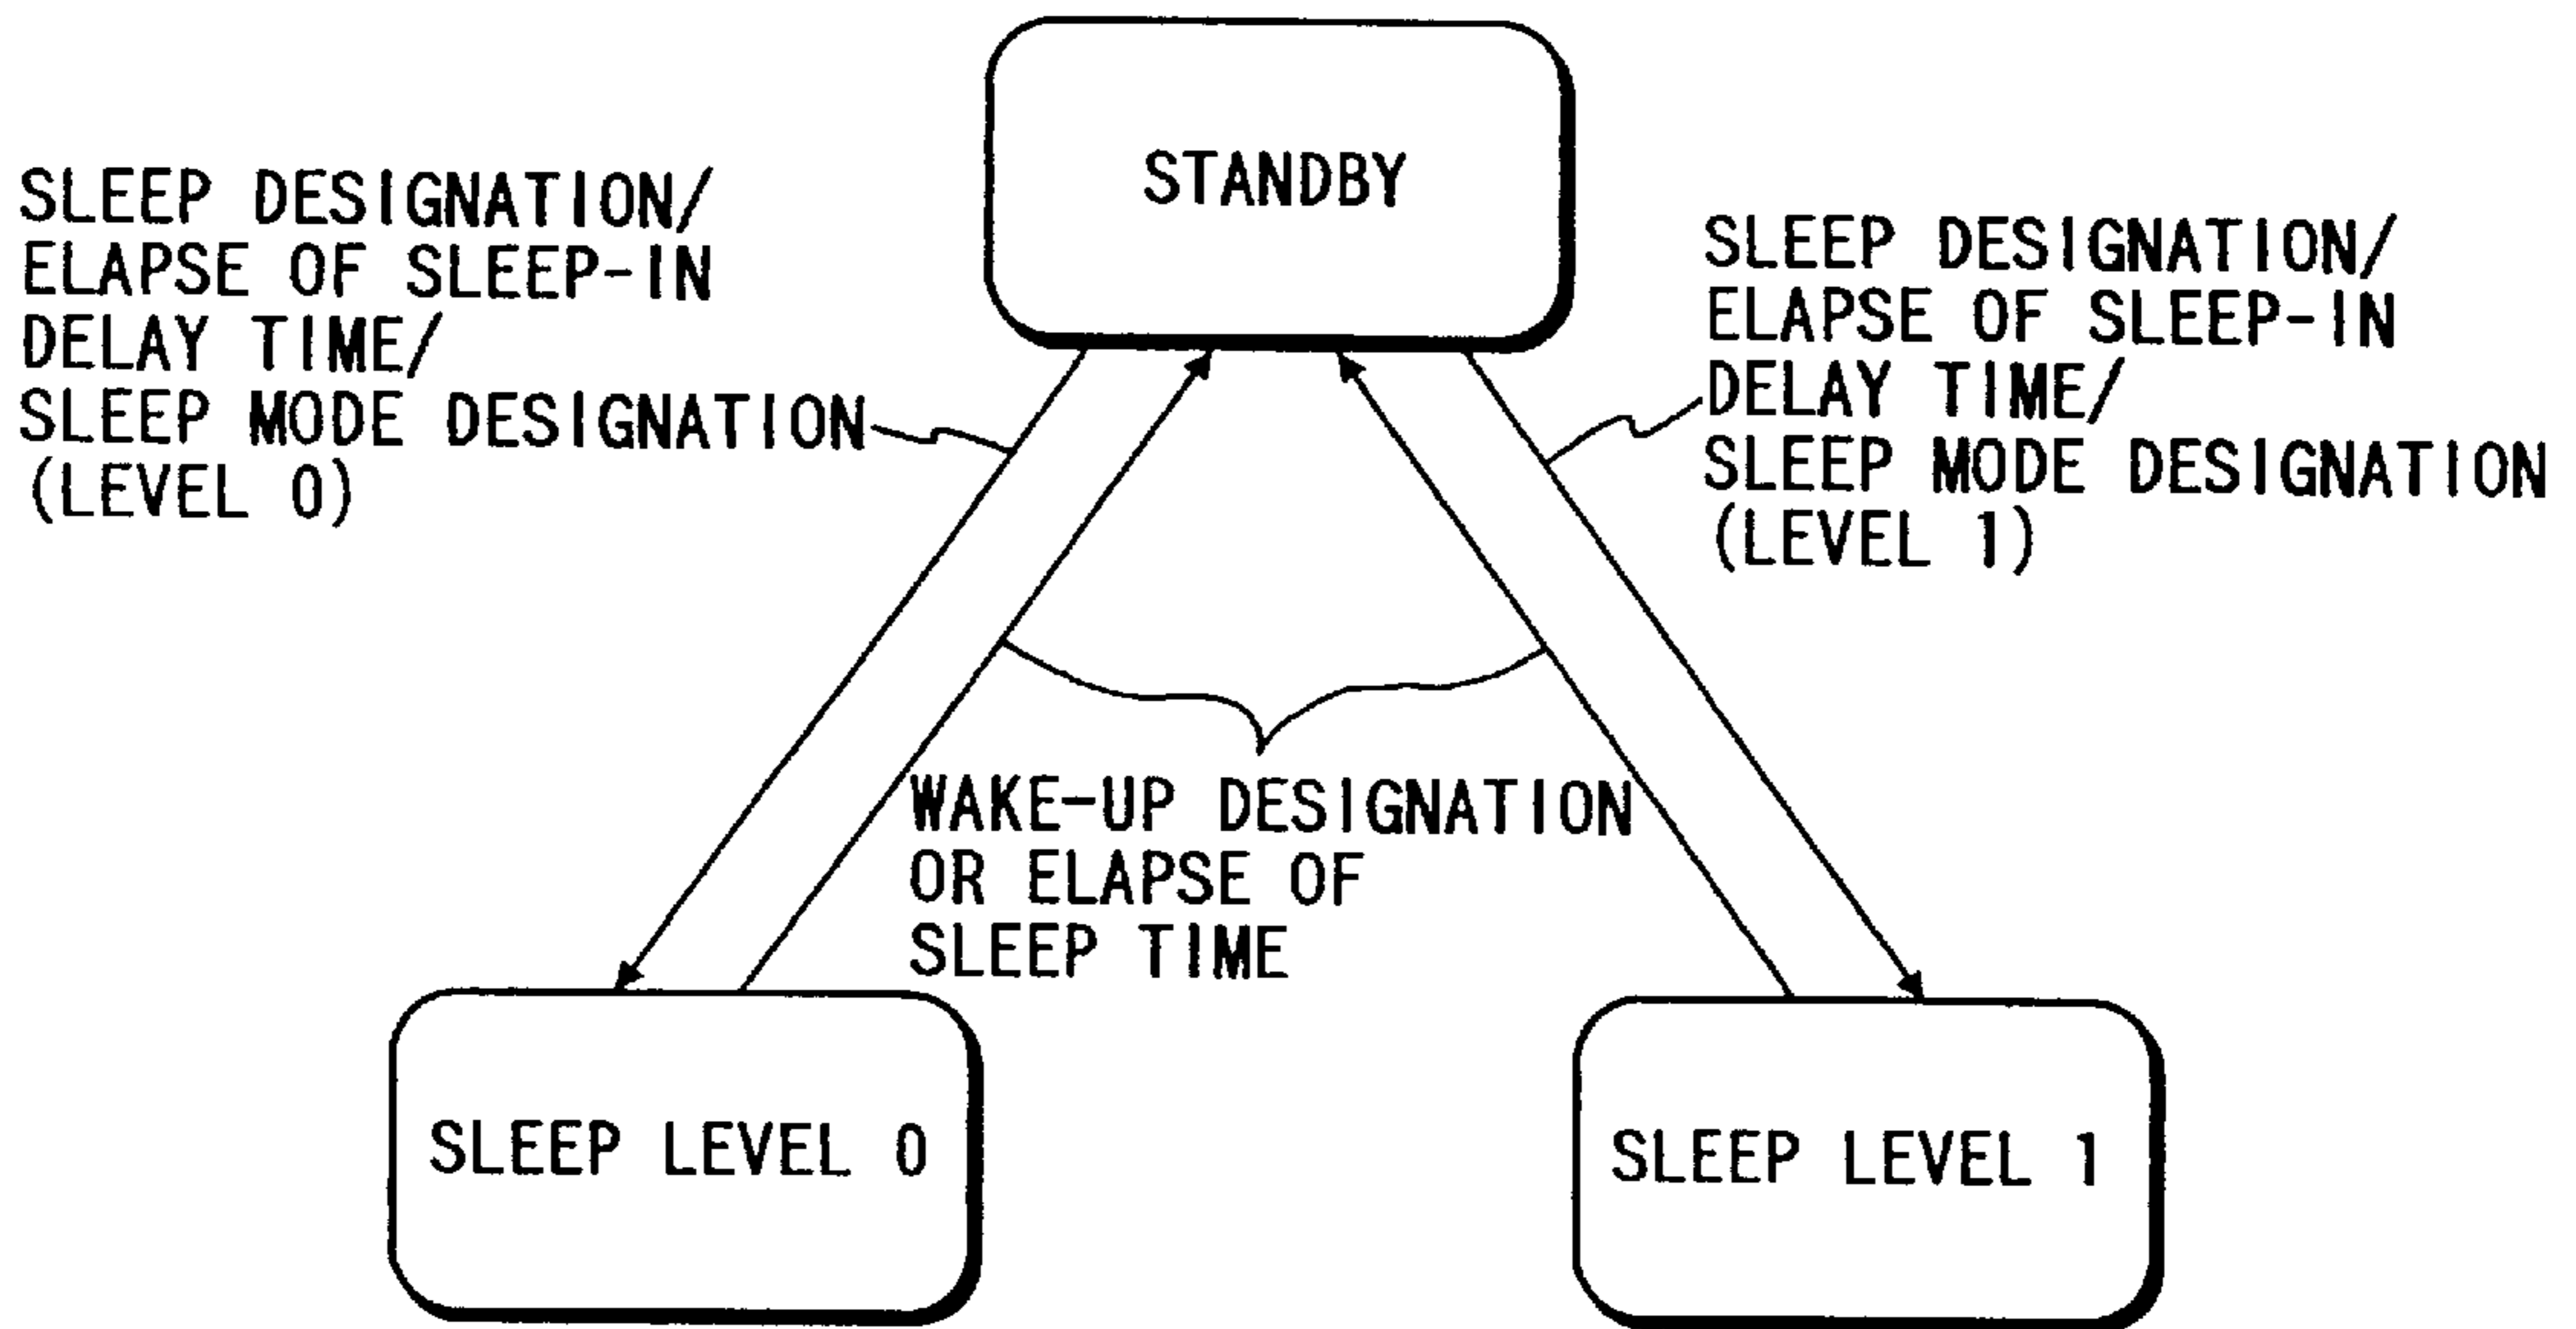 STANDBY
SLEEP DESIGNATION/
ELAPSE OF SLEEP-IN
DELAY TIME/
SLEEP MODE DESIGNATION
(LEVEL 0)
SLEEP DESIGNATION/
ELAPSE OF SLEEP-IN
DELAY TIME/
SLEEP MODE DESIGNATION
(LEVEL 1)
WAKE-UP DESIGNATION
OR ELAPSE OF
SLEEP TIME
SLEEP LEVEL 0
SLEEP LEVEL 1